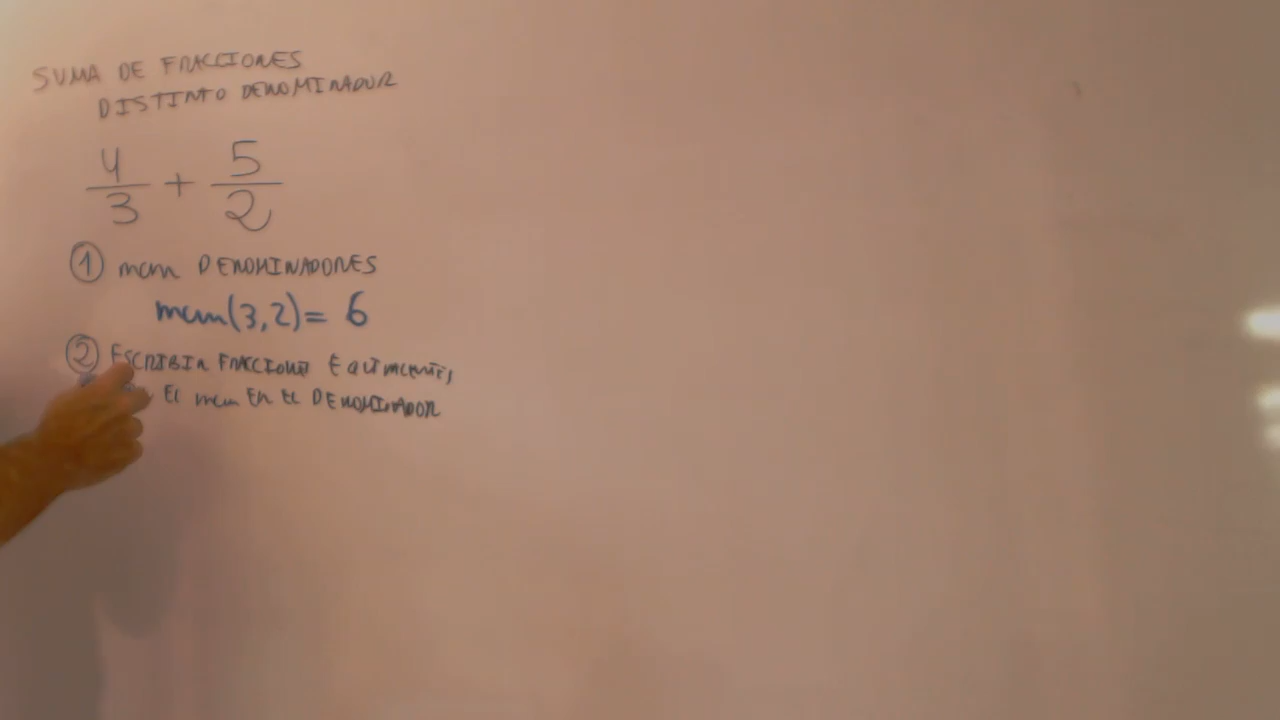 SUMA DE FRACCIONES
DISTINTO DENOMINADOR
4/3 + 5/2
① mcm DENOMINADORES
mcm(3,2) = 6
② ESCRIBIR FRACCIONES EQUIVALENTES,
El mcm EN EL DENOMINADOR